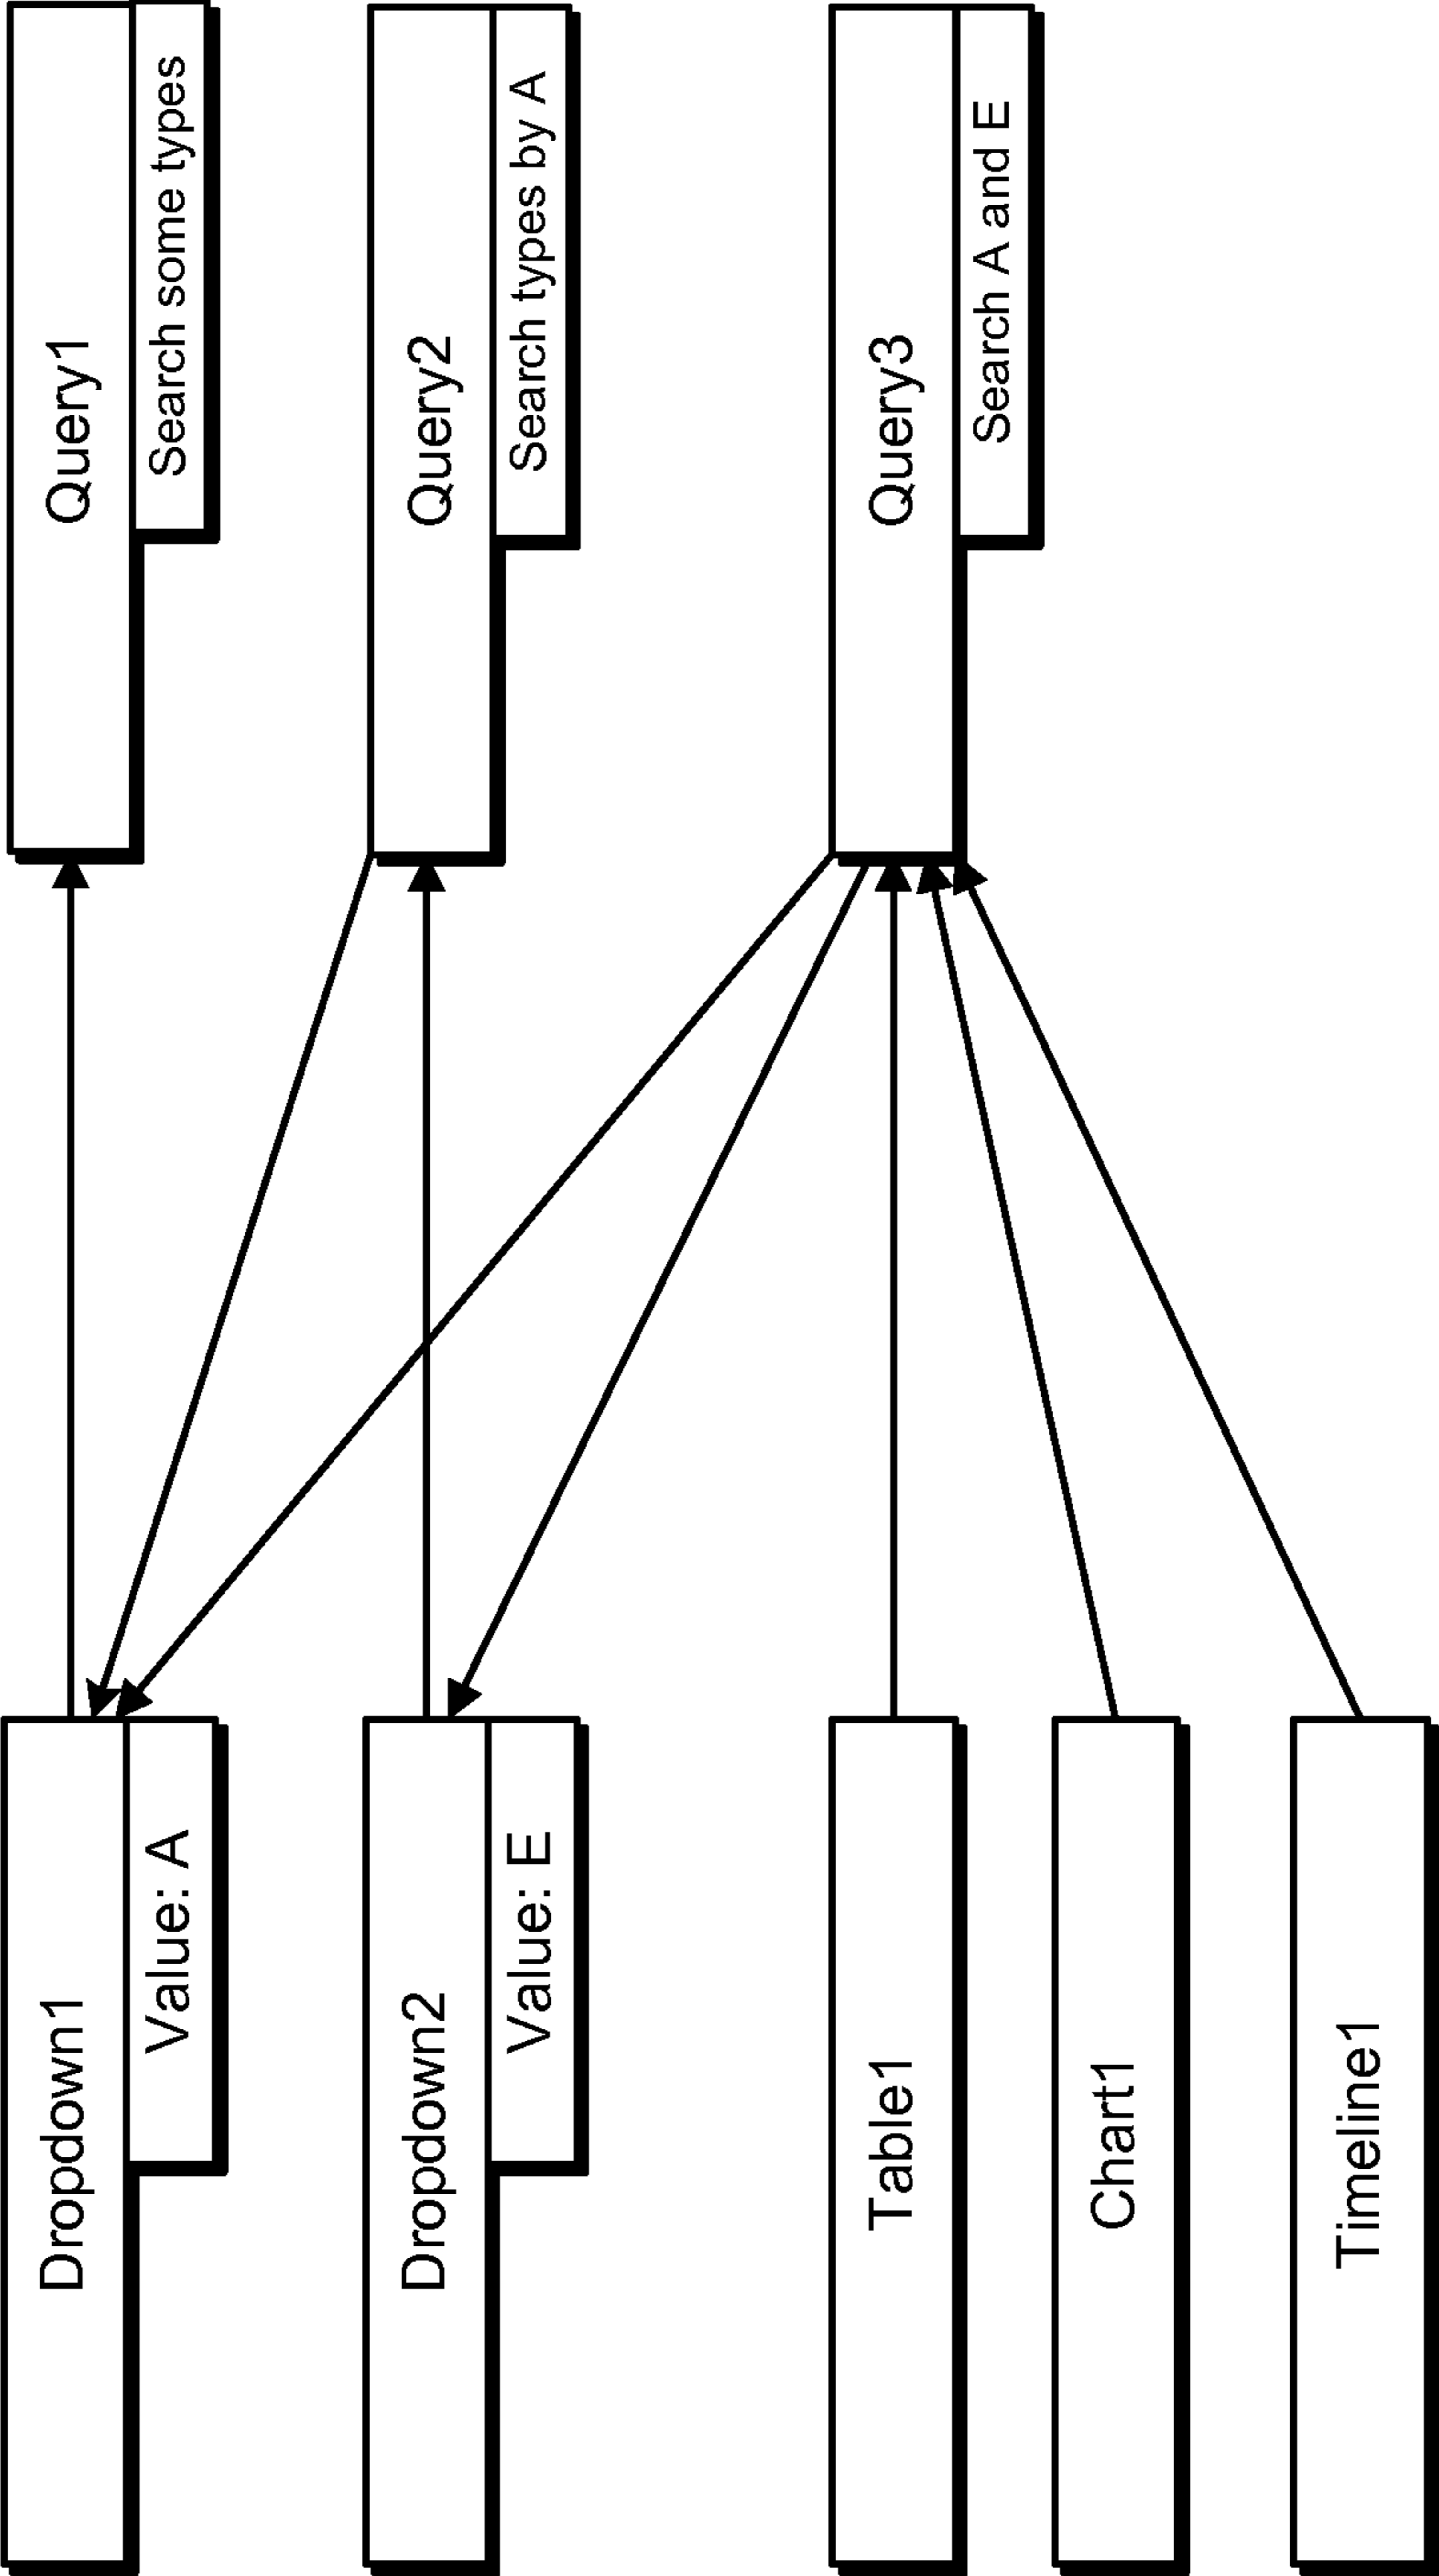 Dropdown1
Value: A
Query1
Search some types
Dropdown2
Value: E
Query2
Search types by A
Table1
Query3
Search A and E
Chart1
Timeline1